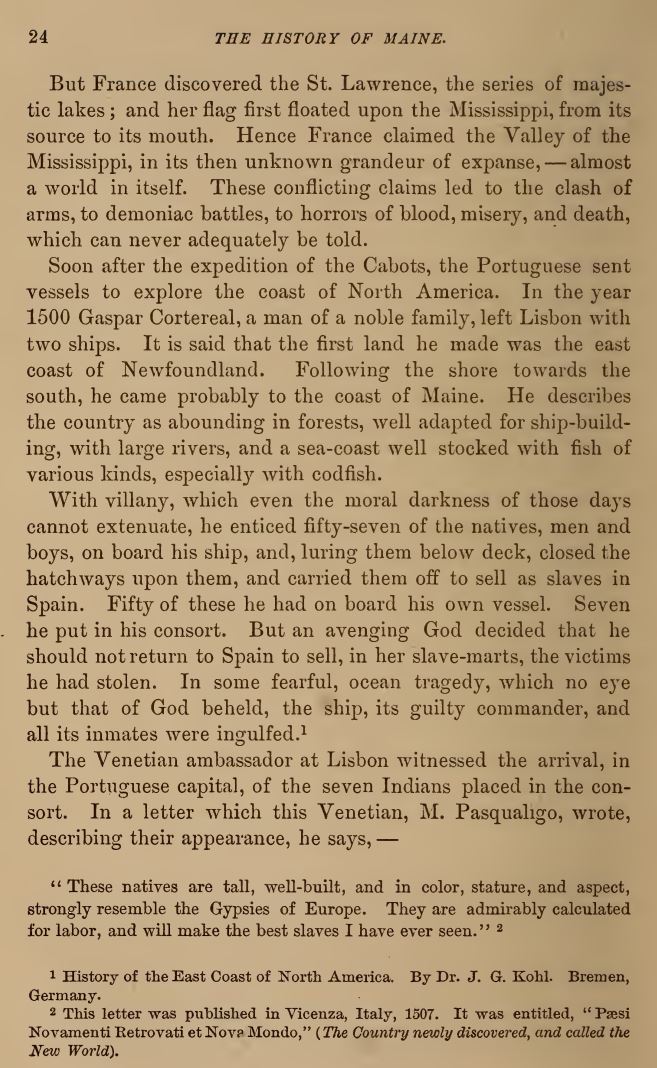 24 THE HISTORY OF MAINE.
But France discovered the St. Lawrence, the series of majes-
tic lakes; and her flag first floated upon the Mississippi, from its
source to its mouth. Hence France claimed the Valley of the
Mississippi, in its then unknown grandeur of expanse, — almost
a world in itself. These conflicting claims led to the clash of
arms, to demoniac battles, to horrors of blood, misery, and death,
which can never adequately be told.
Soon after the expedition of the Cabots, the Portuguese sent
vessels to explore the coast of North America. In the year
1500 Gaspar Cortereal, a man of a noble family, left Lisbon with
two ships. It is said that the first land he made was the east
coast of Newfoundland. Following the shore towards the
south, he came probably to the coast of Maine. He describes
the country as abounding in forests, well adapted for ship-build-
ing, with large rivers, and a sea-coast well stocked with fish of
various kinds, especially with codfish.
With villany, which even the moral darkness of those days
cannot extenuate, he enticed fifty-seven of the natives, men and
boys, on board his ship, and, luring them below deck, closed the
hatchways upon them, and carried them off to sell as slaves in
Spain. Fifty of these he had on board his own vessel. Seven
he put in his consort. But an avenging God decided that he
should not return to Spain to sell, in her slave-marts, the victims
he had stolen. In some fearful, ocean tragedy, which no eye
but that of God beheld, the ship, its guilty commander, and
all its inmates were ingulfed.¹
The Venetian ambassador at Lisbon witnessed the arrival, in
the Portuguese capital, of the seven Indians placed in the con-
sort. In a letter which this Venetian, M. Pasqualigo, wrote,
describing their appearance, he says, —
“These natives are tall, well-built, and in color, stature, and aspect,
strongly resemble the Gypsies of Europe. They are admirably calculated
for labor, and will make the best slaves I have ever seen.” ²
¹ History of the East Coast of North America. By Dr. J. G. Kohl. Bremen,
Germany.
² This letter was published in Vicenza, Italy, 1507. It was entitled, “Pæsi
Novamenti Retrovati et Nova Mondo,” (The Country newly discovered, and called the
New World).